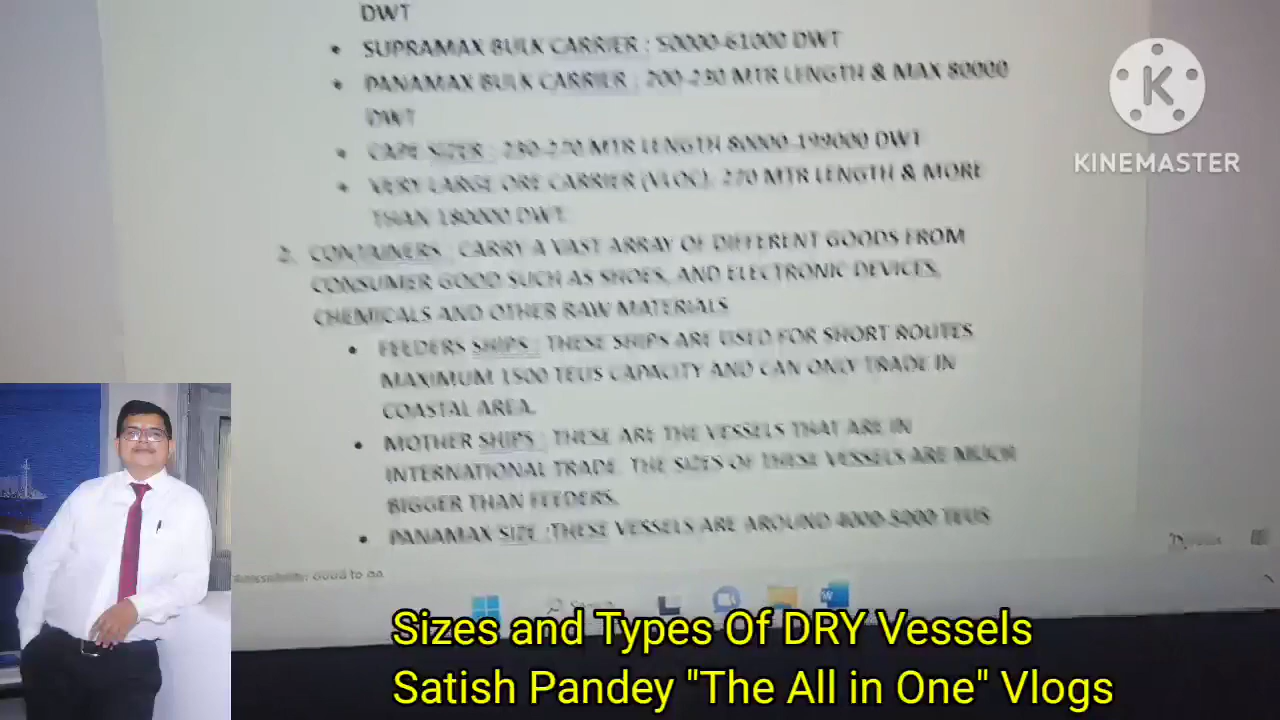 DWT
• SUPRAMAX BULK CARRIER : 50000-61000 DWT
• PANAMAX BULK CARRIER : 200-230 MTR LENGTH & MAX 80000
DWT
• CAPE SIZES : 230-270 MTR LENGTH 80000-199000 DWT
• VERY LARGE ORE CARRIER (VLOC), 270 MTR LENGTH & MORE
THAN 180000 DWT
2. CONTAINERS : CARRY A VAST ARRAY OF DIFFERENT GOODS FROM
CONSUMER GOOD SUCH AS SHOES, AND ELECTRONIC DEVICES,
CHEMICALS AND OTHER RAW MATERIALS
• FEEDERS SHIPS : THESE SHIPS ARE USED FOR SHORT ROUTES
MAXIMUM 1500 TEUS CAPACITY AND CAN ONLY TRADE IN
COASTAL AREA.
• MOTHER SHIPS : THESE ARE THE VESSELS THAT ARE IN
INTERNATIONAL TRADE. THE SIZES OF THESE VESSELS ARE MUCH
BIGGER THAN FEEDERS.
• PANAMAX SIZE :THESE VESSELS ARE AROUND 4000-5000 TEUS
Accessibility: Good to go
KINEMASTER
Sizes and Types Of DRY Vessels
Satish Pandey "The All in One" Vlogs